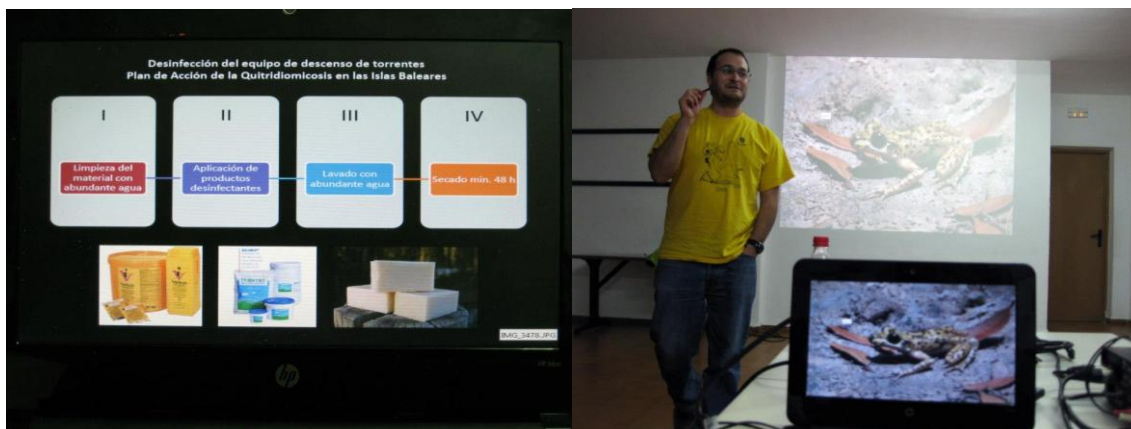 Desinfección del equipo de descenso de torrentes
Plan de Acción de la Quitridiomicosis en las Islas Baleares
I
II
III
IV
Limpieza del
material con
abundante agua
Aplicación de
productos
desinfectantes
Lavado con
abundante agua
Secado min. 48 h
IMG_3478.JPG
hp